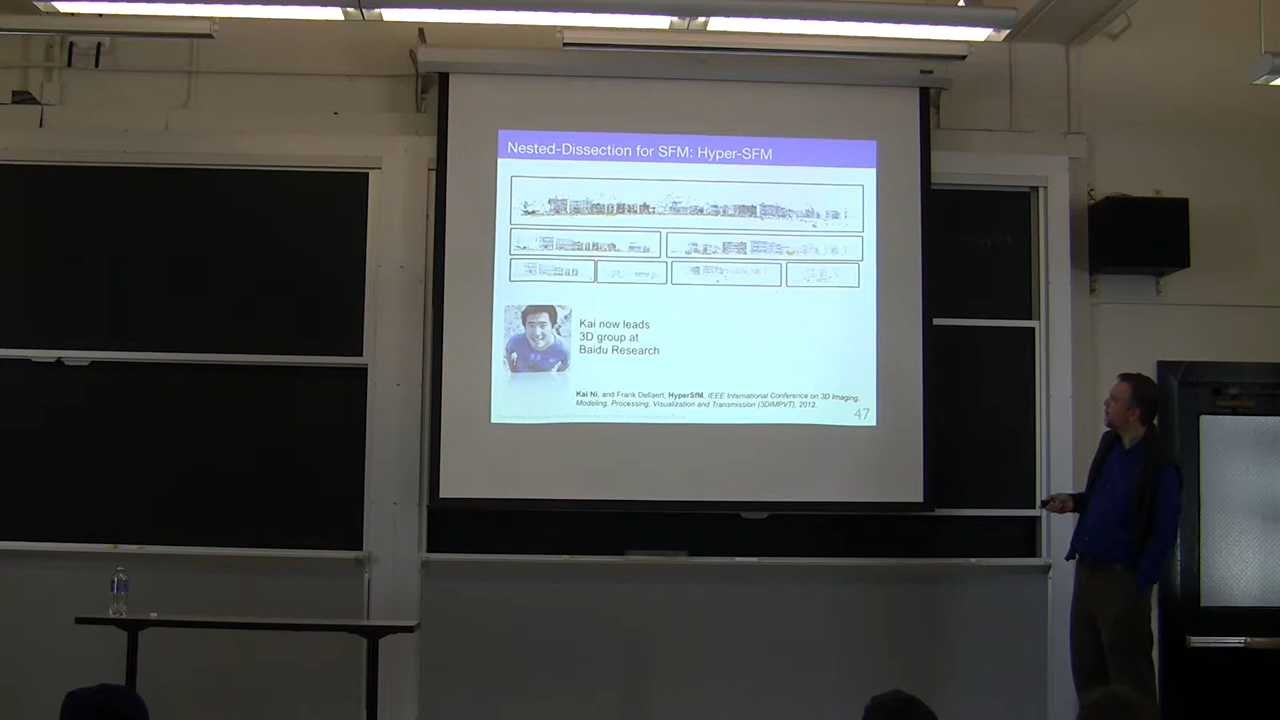 Nested-Dissection for SFM: Hyper-SFM
Kai now leads
3D group at
Baidu Research
Kai Ni, and Frank Dellaert, HyperSfM, IEEE International Conference on 3D Imaging,
Modeling, Processing, Visualization and Transmission (3DIMPVT), 2012.
47